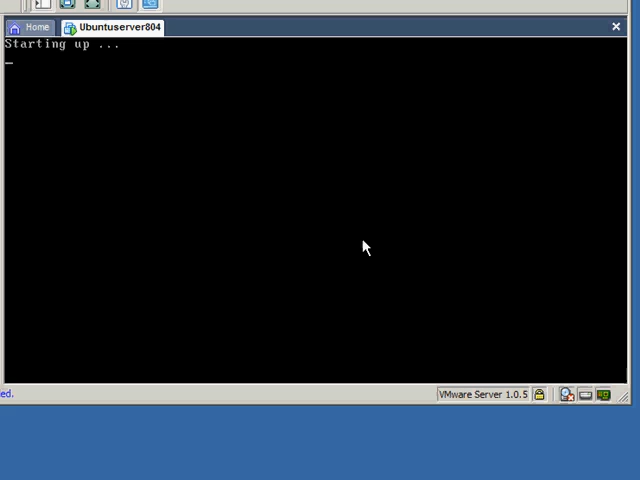 Home
Ubuntuserver804
Starting up ...
ed.
VMware Server 1.0.5